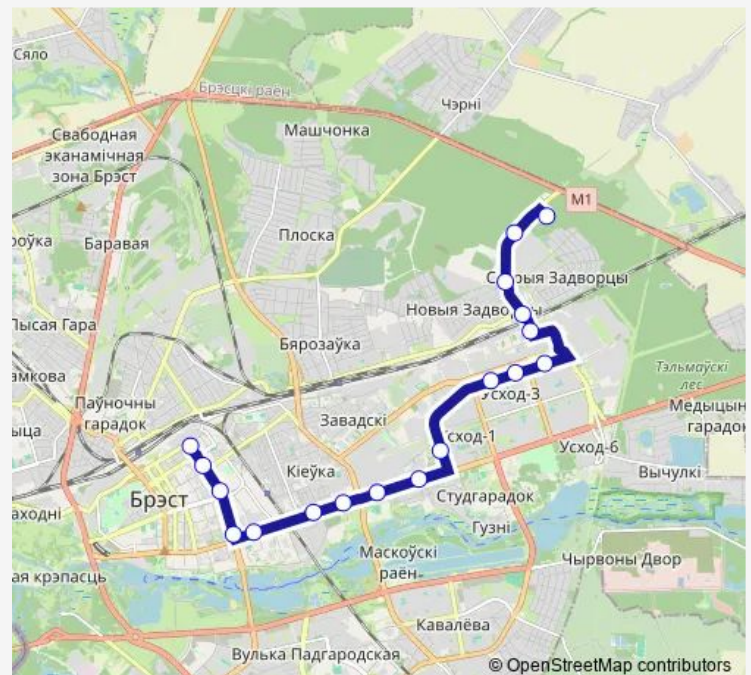 Сяло
Брэсцкі раён
Чэрні
Машчонка
Свабодная
эканамічная
зона Брэст
M1
Плоска
роўка
Баравая
Старыя Задворцы
Новыя Задворцы
Лысая Гара
Бярозаўка
Тэльмаўскі
лес
амкова
Усход-3
Паўночны
гарадок
Завадскі
Медыцын
гарадок
ыца
Усход-1
Усход-6
Кіеўка
Вычулкі
Брэст
Студгарадок
аходні
Гузні
Маскоўскі
раён
Чырвоны Двор
ая крэпасць
Кавалёва
Вулька Падгародская
© OpenStreetMap contributors